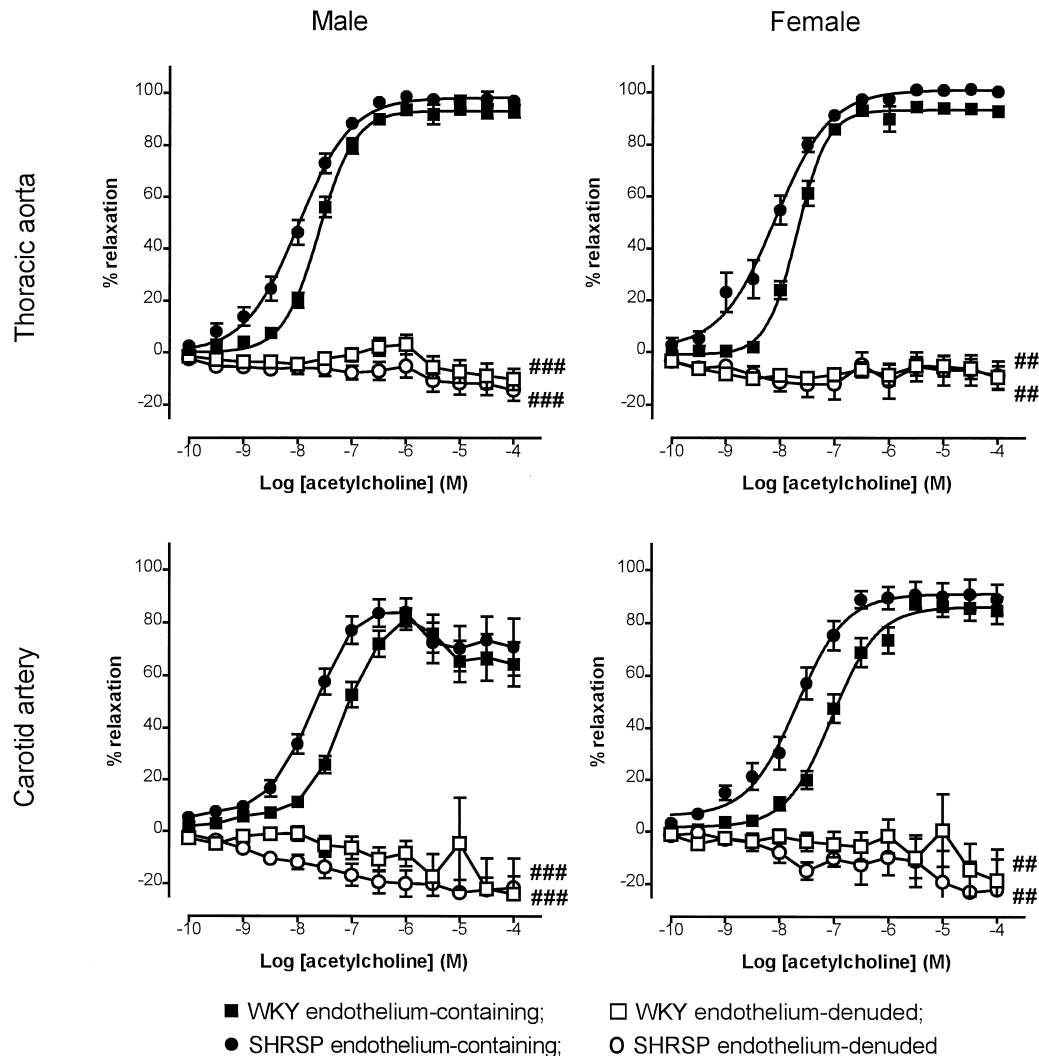 Male
Female
Thoracic aorta
% relaxation
100
80
60
40
20
0
-20
###
###
-10 -9 -8 -7 -6 -5 -4
Log [acetylcholine] (M)
% relaxation
100
80
60
40
20
0
-20
##
##
-10 -9 -8 -7 -6 -5 -4
Log [acetylcholine] (M)
Carotid artery
% relaxation
100
80
60
40
20
0
-20
###
###
-10 -9 -8 -7 -6 -5 -4
Log [acetylcholine] (M)
% relaxation
100
80
60
40
20
0
-20
##
##
-10 -9 -8 -7 -6 -5 -4
Log [acetylcholine] (M)
WKY endothelium-containing;
WKY endothelium-denuded;
SHRSP endothelium-containing;
SHRSP endothelium-denuded